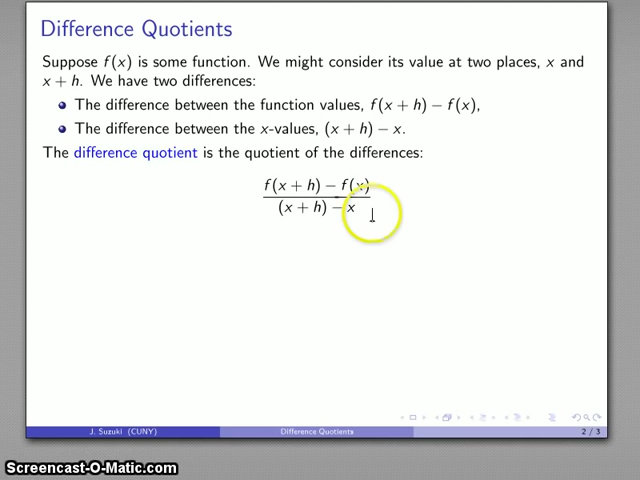 Difference Quotients
Suppose f(x) is some function. We might consider its value at two places, x and
x + h. We have two differences:
The difference between the function values, f(x + h) − f(x),
The difference between the x-values, (x + h) − x.
The difference quotient is the quotient of the differences:
f(x + h) − f(x)
(x + h) − x
J. Suzuki (CUNY)
Difference Quotients
2 / 3
Screencast-O-Matic.com